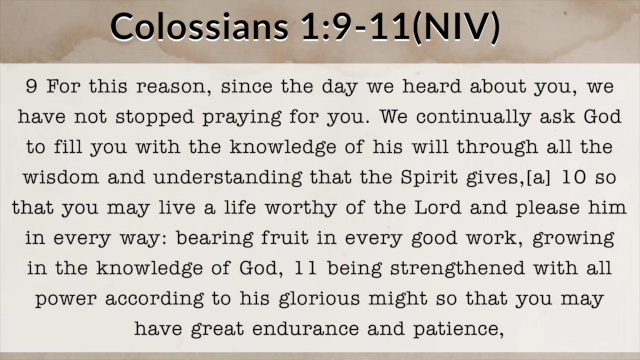 Colossians 1:9-11(NIV)
9 For this reason, since the day we heard about you, we
have not stopped praying for you. We continually ask God
to fill you with the knowledge of his will through all the
wisdom and understanding that the Spirit gives,[a] 10 so
that you may live a life worthy of the Lord and please him
in every way: bearing fruit in every good work, growing
in the knowledge of God, 11 being strengthened with all
power according to his glorious might so that you may
have great endurance and patience,